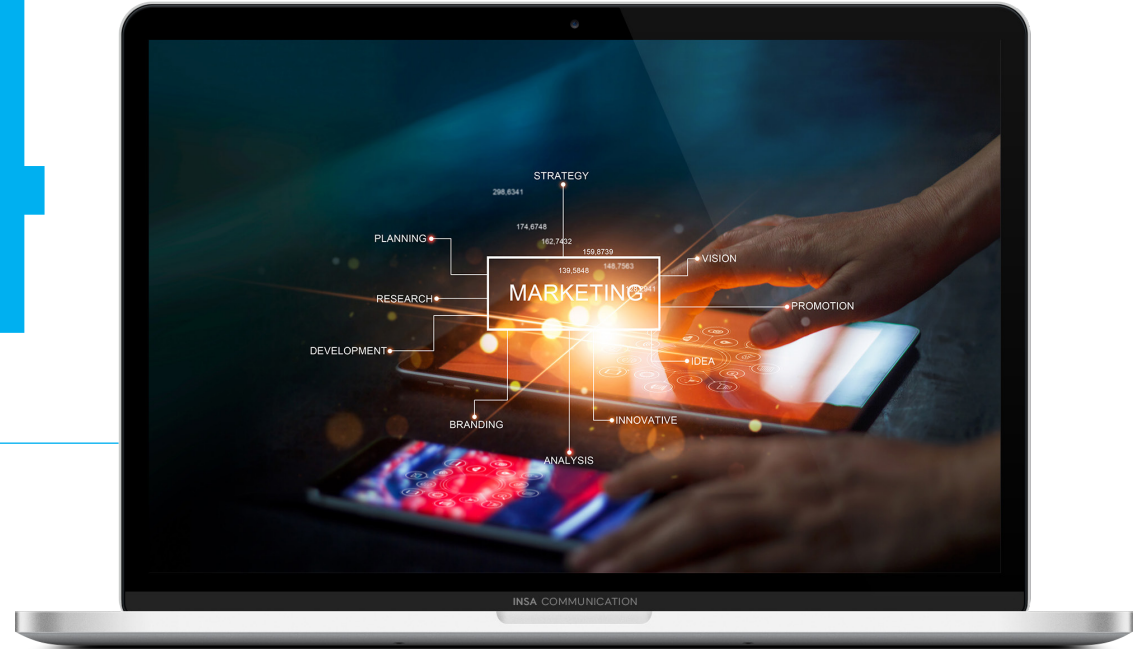 STRATEGY
298,6341
174,6748
PLANNING
162,7432
159,8739
VISION
139,5848
148,7563
MARKETING
RESEARCH
PROMOTION
DEVELOPMENT
IDEA
BRANDING
INNOVATIVE
ANALYSIS
INSA COMMUNICATION